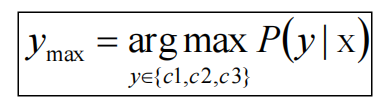 y_max = arg max P(y | x)
y∈{c1,c2,c3}